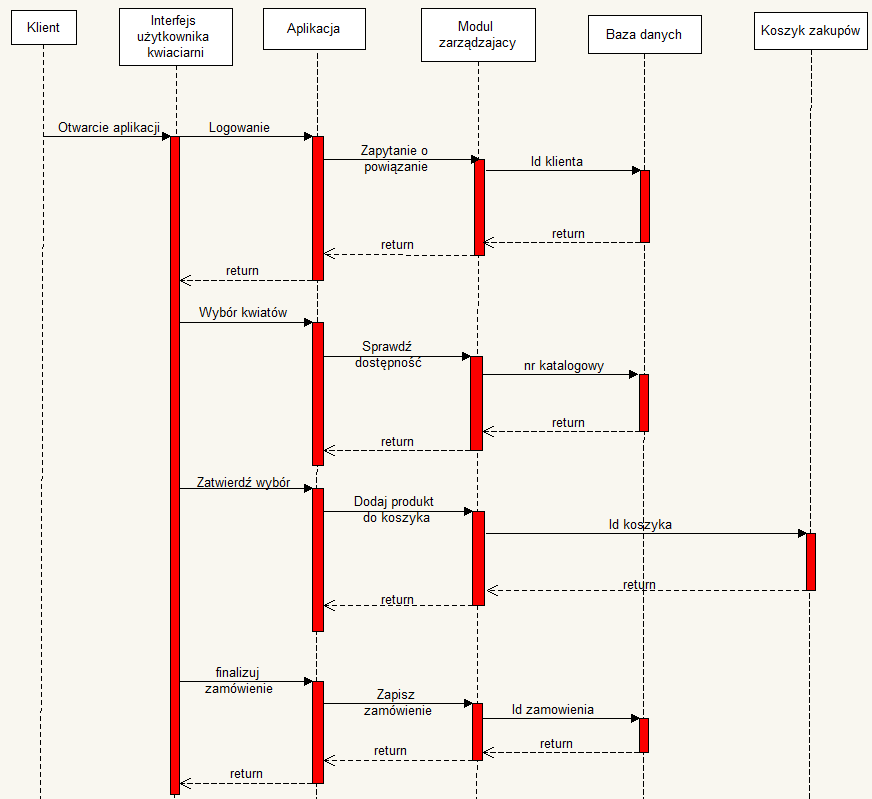 Klient
Interfejs
użytkownika
kwiaciarni
Aplikacja
Modul
zarządzajacy
Baza danych
Koszyk zakupów
Otwarcie aplikacji
Logowanie
Zapytanie o
powiązanie
Id klienta
return
return
return
Wybór kwiatów
Sprawdź
dostępność
nr katalogowy
return
return
Zatwierdź wybór
Dodaj produkt
do koszyka
Id koszyka
return
return
finalizuj
zamówienie
Zapisz
zamówienie
Id zamowienia
return
return
return